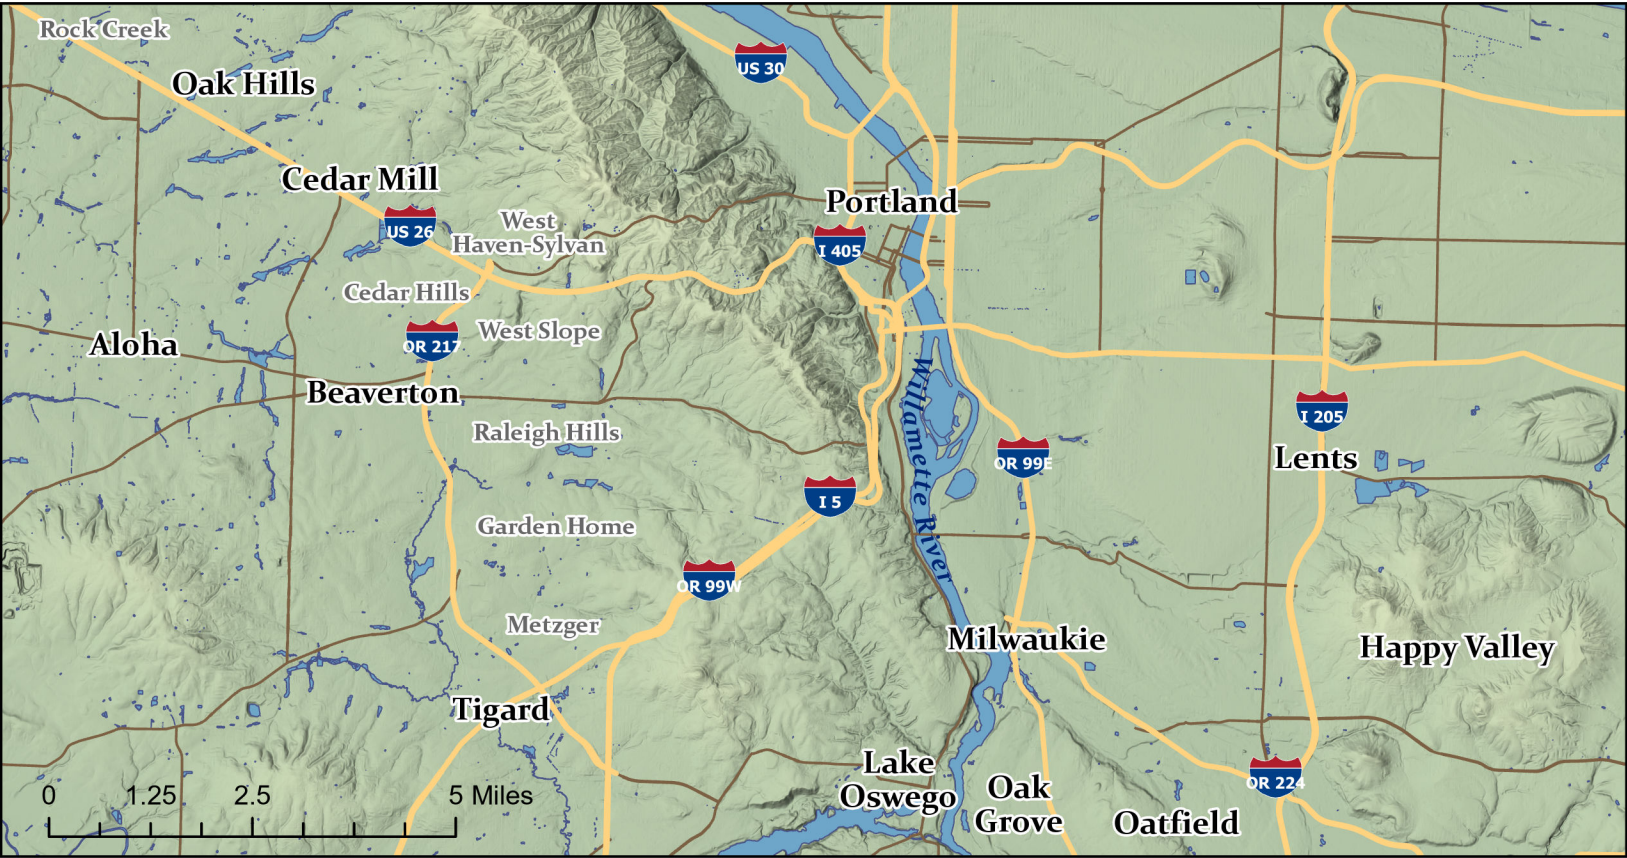 Rock Creek
US 30
Oak Hills
Cedar Mill
Portland
West
Haven-Sylvan
US 26
I 405
Cedar Hills
West Slope
OR 217
Aloha
Beaverton
I 205
Raleigh Hills
OR 99E
Lents
Willamette River
I 5
Garden Home
OR 99W
Metzger
Milwaukie
Happy Valley
Tigard
Lake
Oswego
OR 224
Oak
Grove
Oatfield
0 1.25 2.5 5 Miles